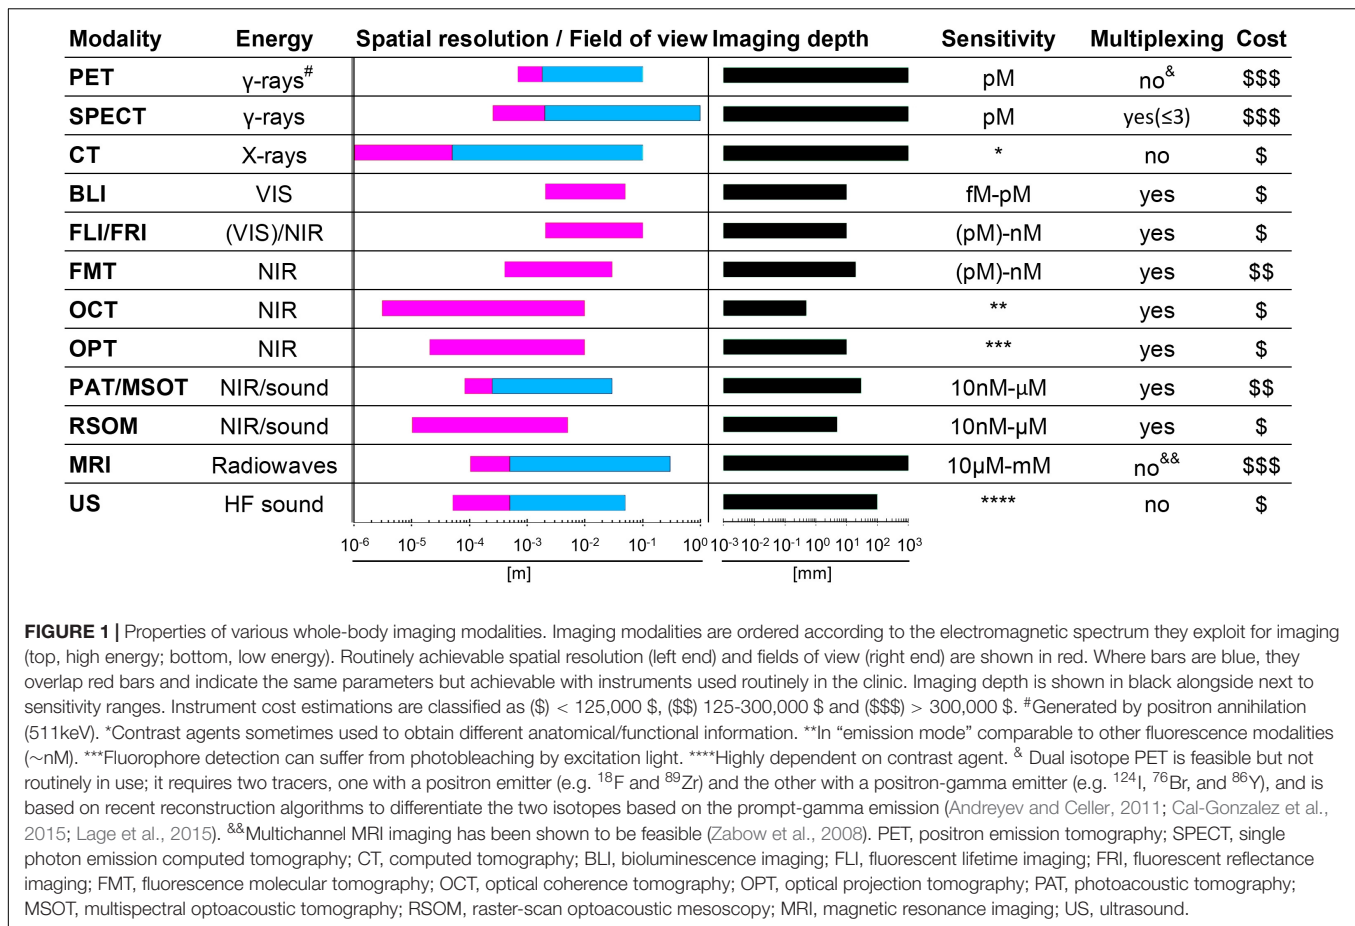 Modality Energy Spatial resolution / Field of view Imaging depth Sensitivity Multiplexing Cost
PET γ-rays# pM no& $$$
SPECT γ-rays pM yes(≤3) $$$
CT X-rays * no $
BLI VIS fM-pM yes $
FLI/FRI (VIS)/NIR (pM)-nM yes $
FMT NIR (pM)-nM yes $$
OCT NIR ** yes $
OPT NIR *** yes $
PAT/MSOT NIR/sound 10nM-μM yes $$
RSOM NIR/sound 10nM-μM yes $
MRI Radiowaves 10μM-mM no&& $$$
US HF sound **** no $
10-6 10-5 10-4 10-3 10-2 10-1 100 10-3 10-2 10-1 100 101 102 103
[m] [mm]
FIGURE 1 | Properties of various whole-body imaging modalities. Imaging modalities are ordered according to the electromagnetic spectrum they exploit for imaging
(top, high energy; bottom, low energy). Routinely achievable spatial resolution (left end) and fields of view (right end) are shown in red. Where bars are blue, they
overlap red bars and indicate the same parameters but achievable with instruments used routinely in the clinic. Imaging depth is shown in black alongside next to
sensitivity ranges. Instrument cost estimations are classified as ($) < 125,000 $, ($$) 125-300,000 $ and ($$$) > 300,000 $. #Generated by positron annihilation
(511keV). *Contrast agents sometimes used to obtain different anatomical/functional information. **In “emission mode” comparable to other fluorescence modalities
(∼nM). ***Fluorophore detection can suffer from photobleaching by excitation light. ****Highly dependent on contrast agent. & Dual isotope PET is feasible but not
routinely in use; it requires two tracers, one with a positron emitter (e.g. 18F and 89Zr) and the other with a positron-gamma emitter (e.g. 124I, 76Br, and 86Y), and is
based on recent reconstruction algorithms to differentiate the two isotopes based on the prompt-gamma emission (Andreyev and Celler, 2011; Cal-Gonzalez et al.,
2015; Lage et al., 2015). &&Multichannel MRI imaging has been shown to be feasible (Zabow et al., 2008). PET, positron emission tomography; SPECT, single
photon emission computed tomography; CT, computed tomography; BLI, bioluminescence imaging; FLI, fluorescent lifetime imaging; FRI, fluorescent reflectance
imaging; FMT, fluorescence molecular tomography; OCT, optical coherence tomography; OPT, optical projection tomography; PAT, photoacoustic tomography;
MSOT, multispectral optoacoustic tomography; RSOM, raster-scan optoacoustic mesoscopy; MRI, magnetic resonance imaging; US, ultrasound.